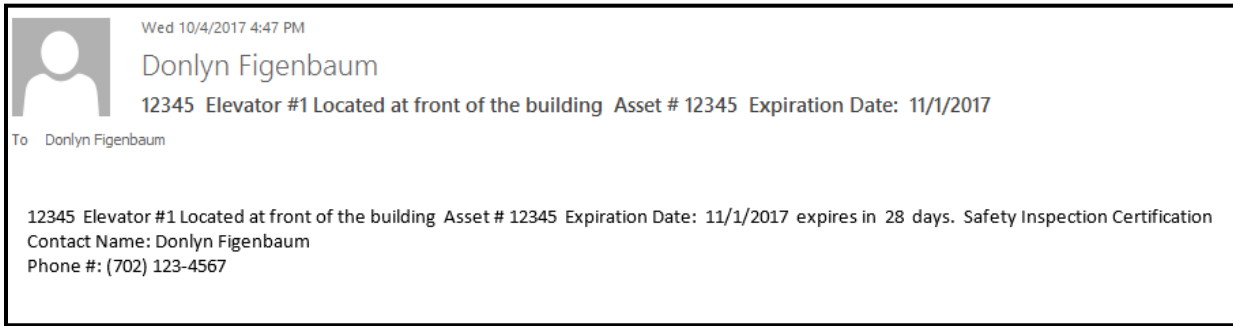 Wed 10/4/2017 4:47 PM
Donlyn Figenbaum
12345 Elevator #1 Located at front of the building Asset # 12345 Expiration Date: 11/1/2017
To Donlyn Figenbaum
12345 Elevator #1 Located at front of the building Asset # 12345 Expiration Date: 11/1/2017 expires in 28 days. Safety Inspection Certification
Contact Name: Donlyn Figenbaum
Phone #: (702) 123-4567